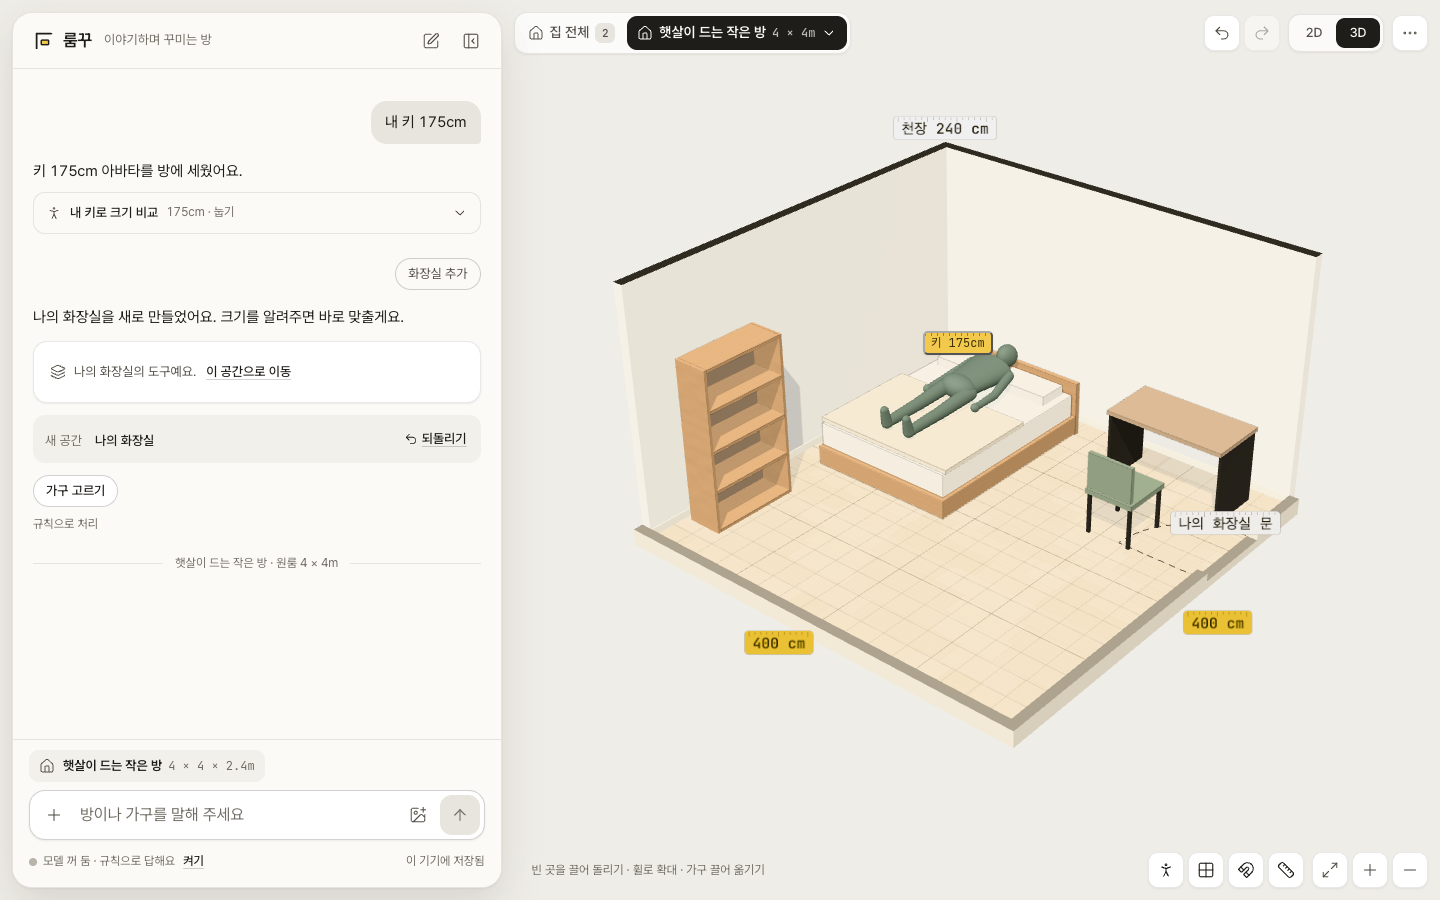 룸꾸 이야기하며 꾸미는 방
내 키 175cm
키 175cm 아바타를 방에 세웠어요.
내 키로 크기 비교 175cm · 눕기
화장실 추가
나의 화장실을 새로 만들었어요. 크기를 알려주면 바로 맞출게요.
나의 화장실의 도구예요. 이 공간으로 이동
새 공간 나의 화장실 되돌리기
가구 고르기
규칙으로 처리
햇살이 드는 작은 방 · 원룸 4 × 4m
햇살이 드는 작은 방 4 × 4 × 2.4m
방이나 가구를 말해 주세요
모델 꺼 둠 · 규칙으로 답해요 켜기 이 기기에 저장됨
집 전체 2 햇살이 드는 작은 방 4 × 4m
2D 3D
천장 240 cm
키 175cm
나의 화장실 문
400 cm
400 cm
빈 곳을 끌어 돌리기 · 휠로 확대 · 가구 끌어 옮기기